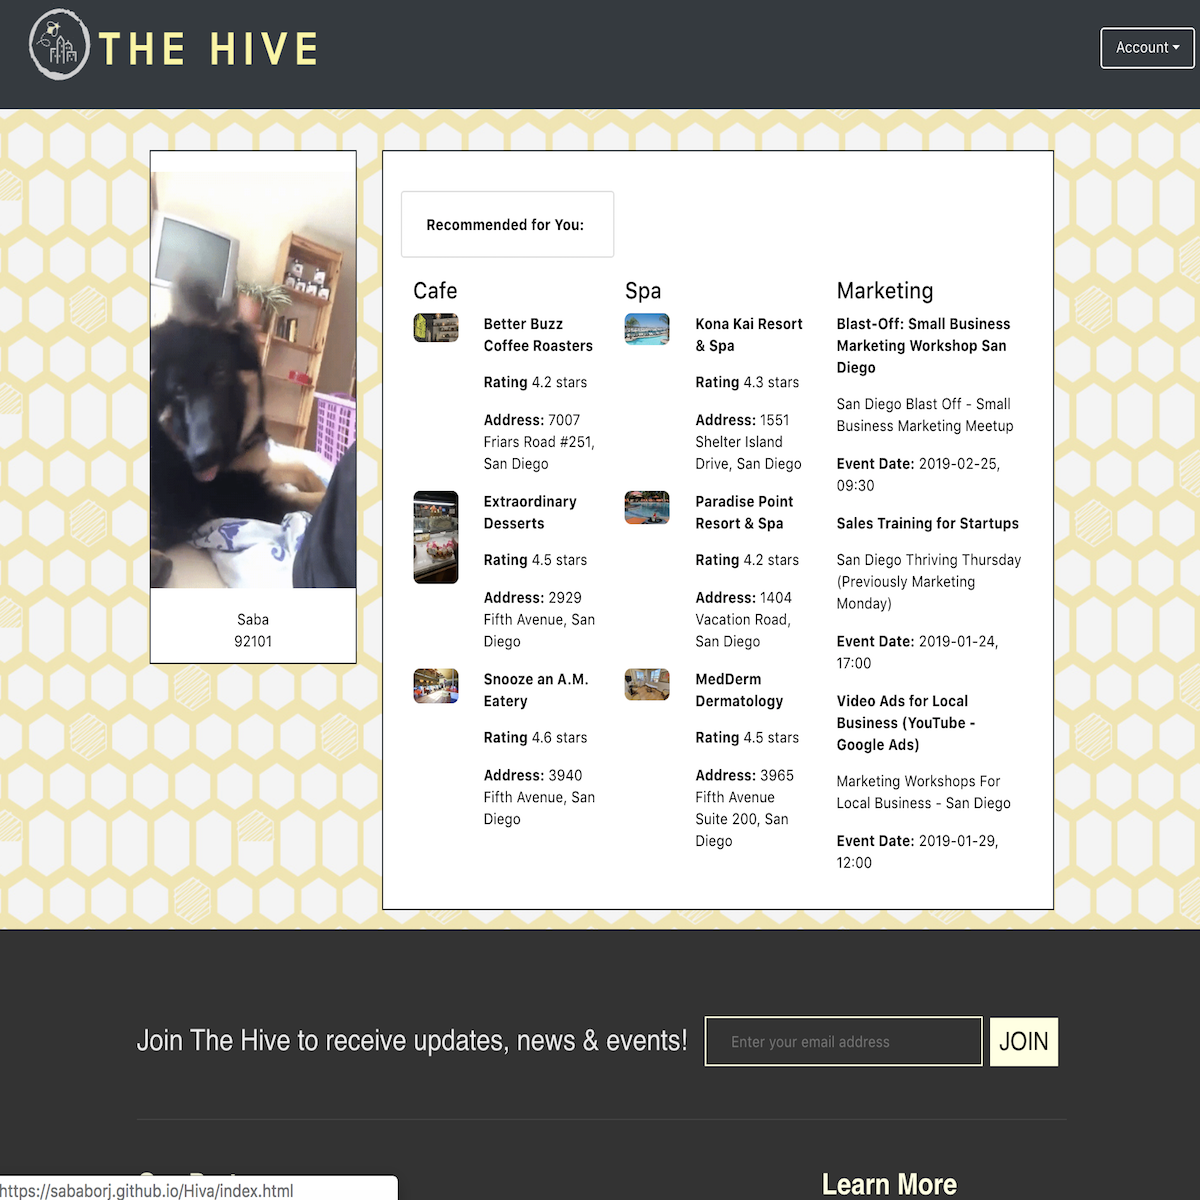 THE HIVE
Account
Saba
92101
Recommended for You:
Cafe
Better Buzz
Coffee Roasters
Rating 4.2 stars
Address: 7007
Friars Road #251,
San Diego
Extraordinary
Desserts
Rating 4.5 stars
Address: 2929
Fifth Avenue, San
Diego
Snooze an A.M.
Eatery
Rating 4.6 stars
Address: 3940
Fifth Avenue, San
Diego
Spa
Kona Kai Resort
& Spa
Rating 4.3 stars
Address: 1551
Shelter Island
Drive, San Diego
Paradise Point
Resort & Spa
Rating 4.2 stars
Address: 1404
Vacation Road,
San Diego
MedDerm
Dermatology
Rating 4.5 stars
Address: 3965
Fifth Avenue
Suite 200, San
Diego
Marketing
Blast-Off: Small Business
Marketing Workshop San
Diego
San Diego Blast Off - Small
Business Marketing Meetup
Event Date: 2019-02-25,
09:30
Sales Training for Startups
San Diego Thriving Thursday
(Previously Marketing
Monday)
Event Date: 2019-01-24,
17:00
Video Ads for Local
Business (YouTube -
Google Ads)
Marketing Workshops For
Local Business - San Diego
Event Date: 2019-01-29,
12:00
Join The Hive to receive updates, news & events!
Enter your email address
JOIN
Learn More
https://sababorj.github.io/Hiva/index.html